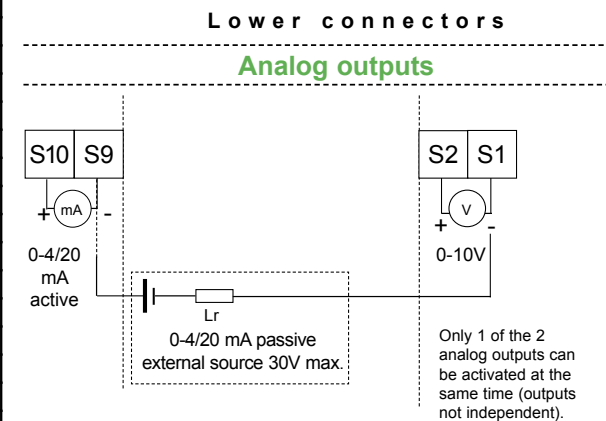 Lower connectors
Analog outputs
S10 S9
S2 S1
+ mA -
+ V -
0-4/20
mA
active
0-10V
Lr
0-4/20 mA passive
external source 30V max.
Only 1 of the 2
analog outputs can
be activated at the
same time (outputs
not independent).